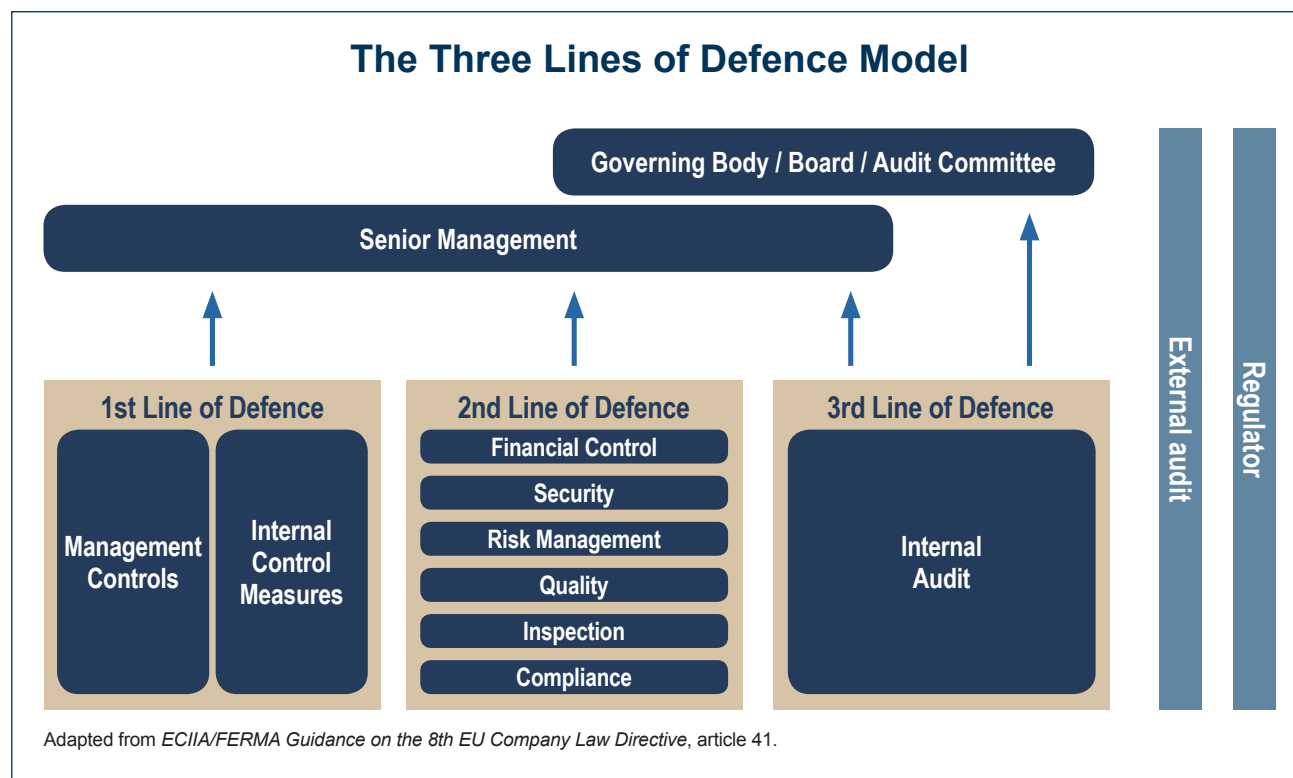 The Three Lines of Defence Model
Governing Body / Board / Audit Committee
Senior Management
1st Line of Defence
Management
Controls
Internal
Control
Measures
2nd Line of Defence
Financial Control
Security
Risk Management
Quality
Inspection
Compliance
3rd Line of Defence
Internal
Audit
External audit
Regulator
Adapted from ECIIA/FERMA Guidance on the 8th EU Company Law Directive, article 41.